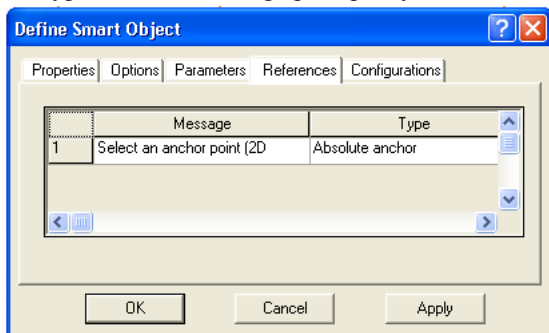 Define Smart Object
Properties Options Parameters References Configurations
Message Type
1 Select an anchor point (2D Absolute anchor
OK Cancel Apply